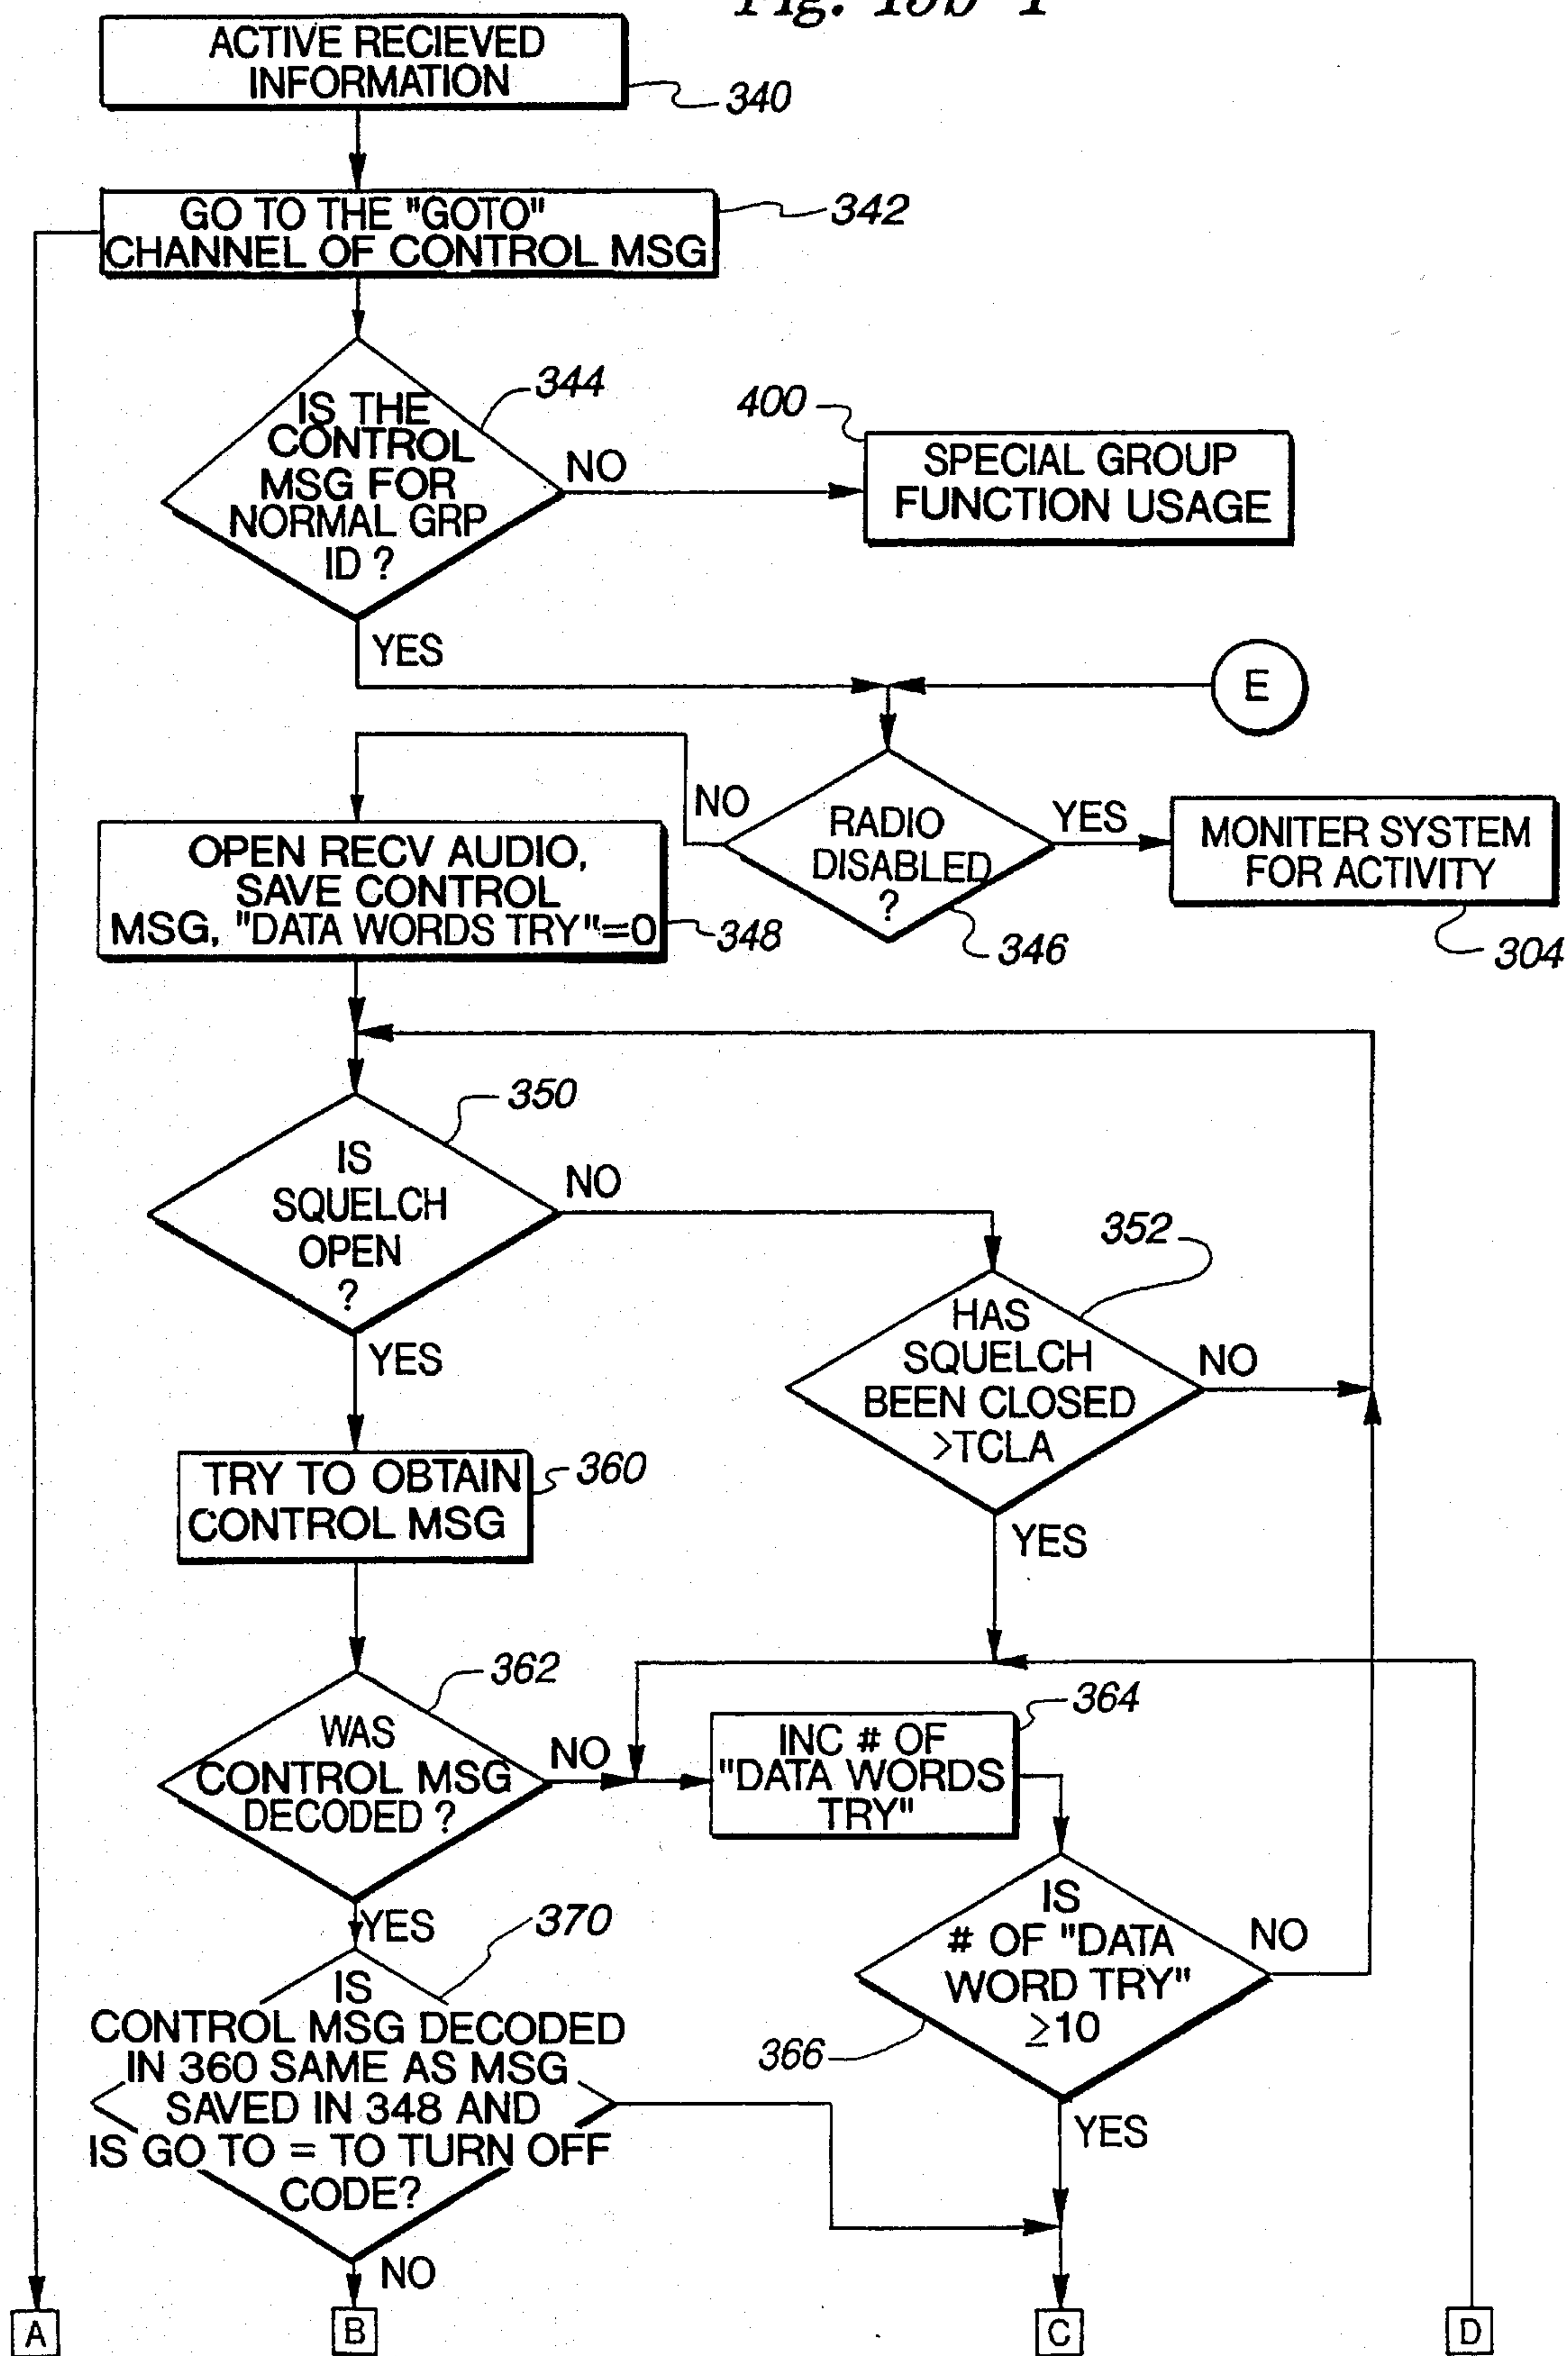 Fig. 15b-1
ACTIVE RECIEVED
INFORMATION
340
GO TO THE "GOTO"
CHANNEL OF CONTROL MSG
342
IS THE
CONTROL
MSG FOR
NORMAL GRP
ID ?
344
NO
400
SPECIAL GROUP
FUNCTION USAGE
YES
E
NO
RADIO
DISABLED
?
346
YES
MONITER SYSTEM
FOR ACTIVITY
304
OPEN RECV AUDIO,
SAVE CONTROL
MSG, "DATA WORDS TRY"=0
348
350
IS
SQUELCH
OPEN
?
NO
YES
352
HAS
SQUELCH
BEEN CLOSED
>TCLA
NO
YES
TRY TO OBTAIN
CONTROL MSG
360
362
WAS
CONTROL MSG
DECODED ?
NO
YES
364
INC # OF
"DATA WORDS
TRY"
IS
# OF "DATA
WORD TRY"
≥10
366
NO
YES
370
IS
CONTROL MSG DECODED
IN 360 SAME AS MSG
SAVED IN 348 AND
IS GO TO = TO TURN OFF
CODE?
NO
A
B
C
D